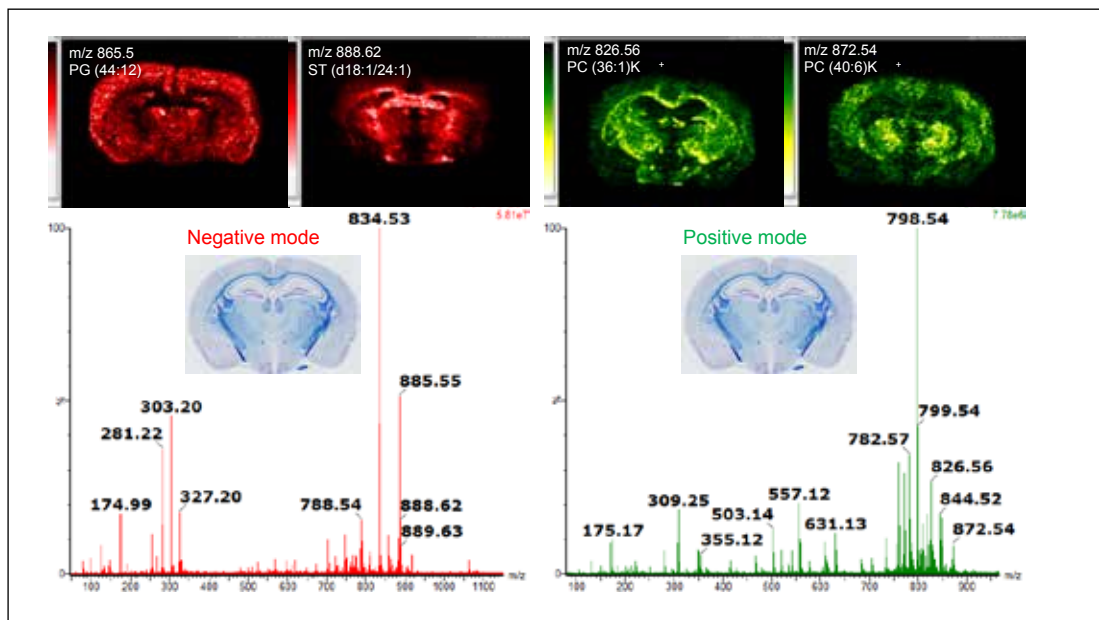 m/z 865.5
PG (44:12)
m/z 888.62
ST (d18:1/24:1)
m/z 826.56
PC (36:1)K
m/z 872.54
PC (40:6)K
834.53
5.81e7
100
Negative mode
885.55
303.20
281.22
327.20
174.99
788.54
888.62
889.63
%
0
100 200 300 400 500 600 700 800 900 1000 1100
m/z
798.54
100
Positive mode
799.54
782.57
826.56
309.25
557.12
844.52
503.14
631.13
872.54
175.17
355.12
%
0
100 200 300 400 500 600 700 800 900
m/z